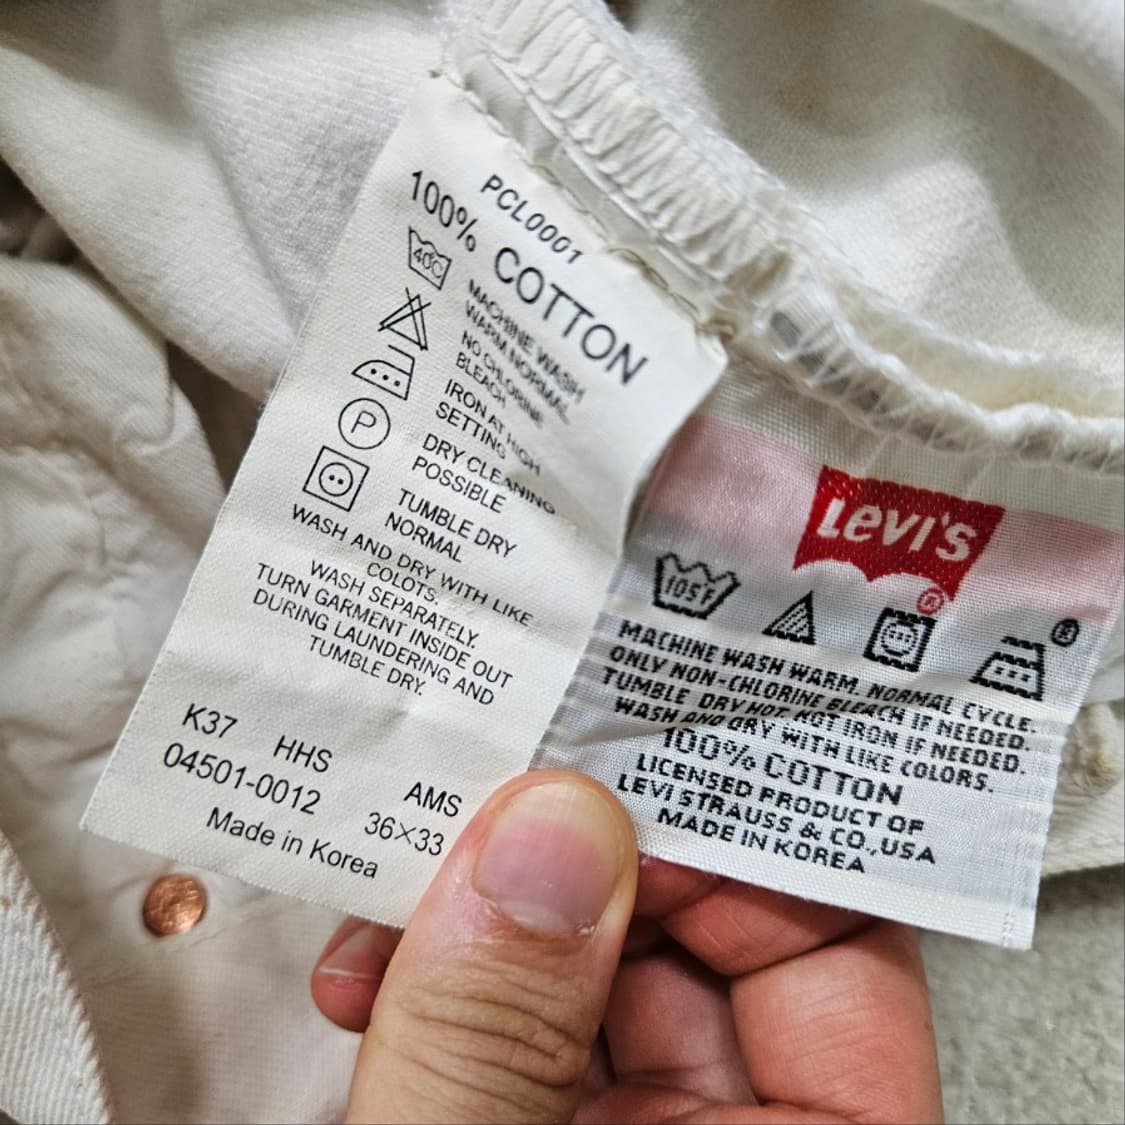 PCL0001
100% COTTON
40C
MACHINE WASH
WARM NORMAL
NO CHLORINE
BLEACH
IRON AT HIGH
SETTING
P
DRY CLEANING
POSSIBLE
TUMBLE DRY
NORMAL
WASH AND DRY WITH LIKE
COLOTS.
WASH SEPARATELY.
TURN GARMENT INSIDE OUT
DURING LAUNDERING AND
TUMBLE DRY.
K37 HHS
04501-0012 AMS
Made in Korea 36×33
Levi's
®
105F
®
MACHINE WASH WARM, NORMAL CYCLE.
ONLY NON-CHLORINE BLEACH IF NEEDED.
TUMBLE DRY HOT, HOT IRON IF NEEDED.
WASH AND DRY WITH LIKE COLORS.
100% COTTON
LICENSED PRODUCT OF
LEVI STRAUSS & CO., USA
MADE IN KOREA